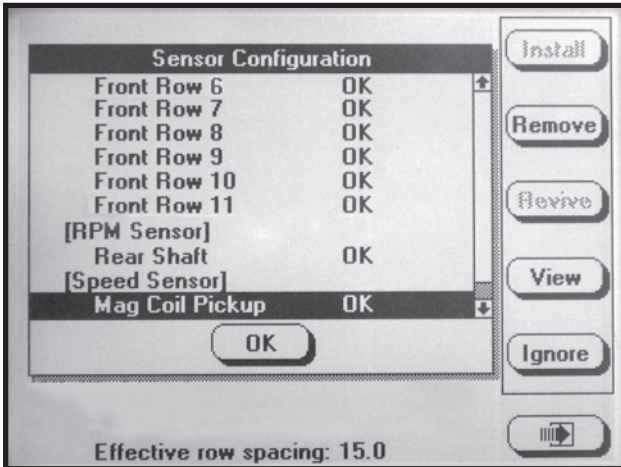 Sensor Configuration
Front Row 6 OK
Front Row 7 OK
Front Row 8 OK
Front Row 9 OK
Front Row 10 OK
Front Row 11 OK
[RPM Sensor]
Rear Shaft OK
[Speed Sensor]
Mag Coil Pickup OK
OK
Effective row spacing: 15.0
Install
Remove
Revive
View
Ignore